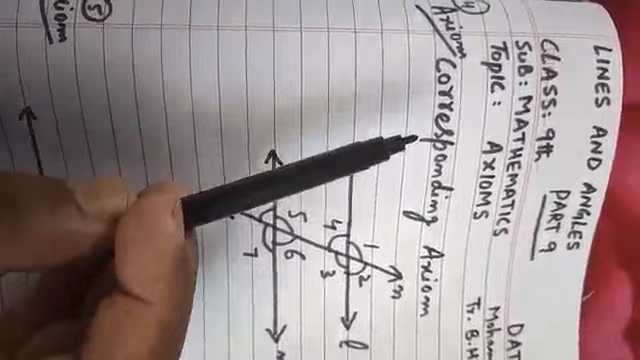 LINES AND ANGLES
PART 9
CLASS: 9th
SUB: MATHEMATICS
Topic: AXIOMS
Axiom
Corresponding Axiom
n
1
2
4
3
l
5
6
7
5